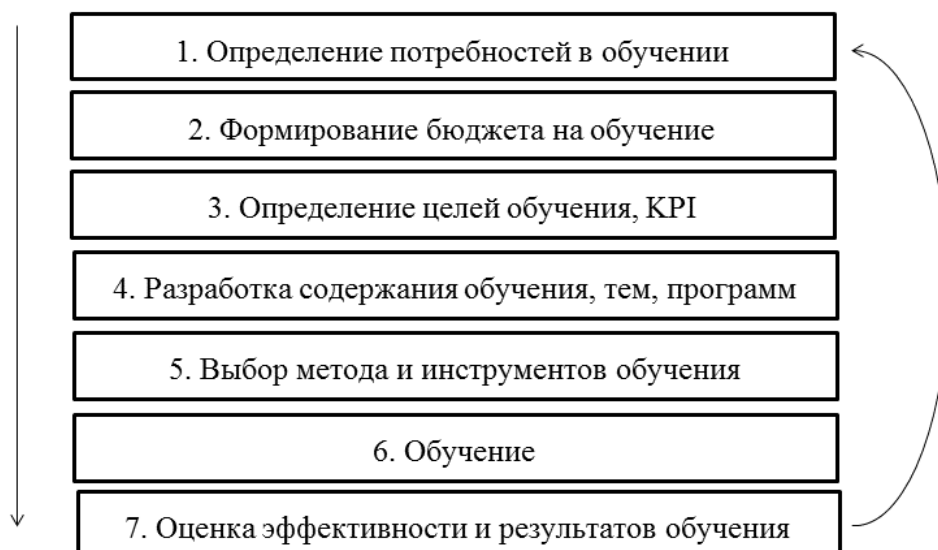 1. Определение потребностей в обучении
2. Формирование бюджета на обучение
3. Определение целей обучения, KPI
4. Разработка содержания обучения, тем, программ
5. Выбор метода и инструментов обучения
6. Обучение
7. Оценка эффективности и результатов обучения